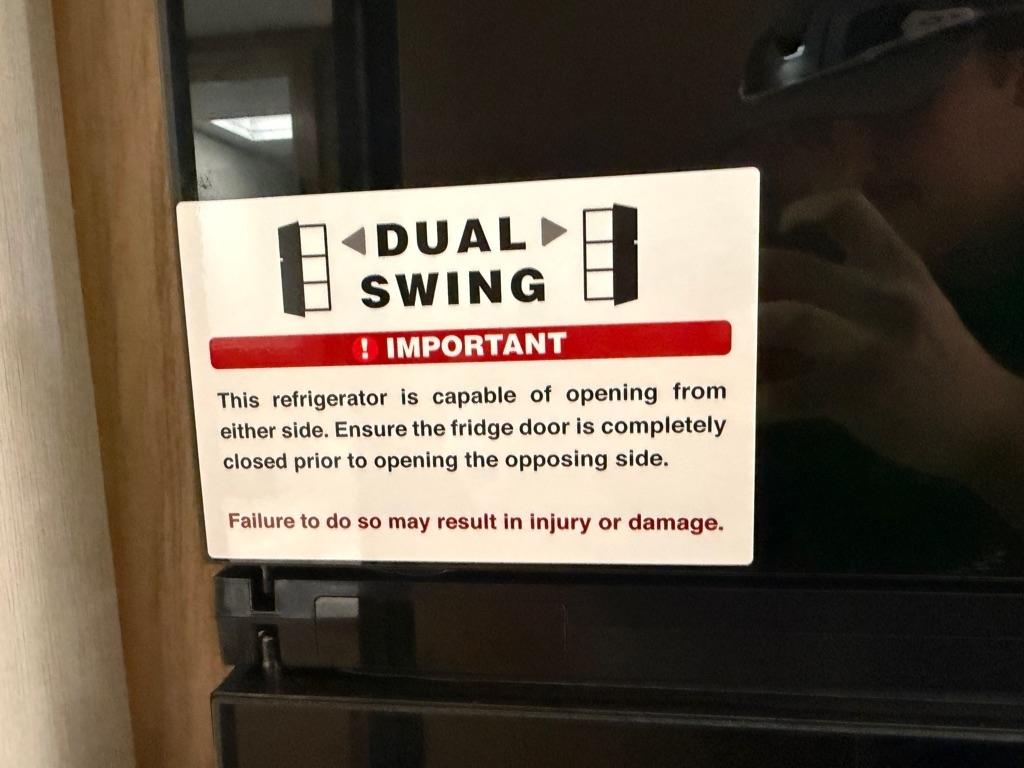 DUAL
SWING
! IMPORTANT
This refrigerator is capable of opening from
either side. Ensure the fridge door is completely
closed prior to opening the opposing side.
Failure to do so may result in injury or damage.